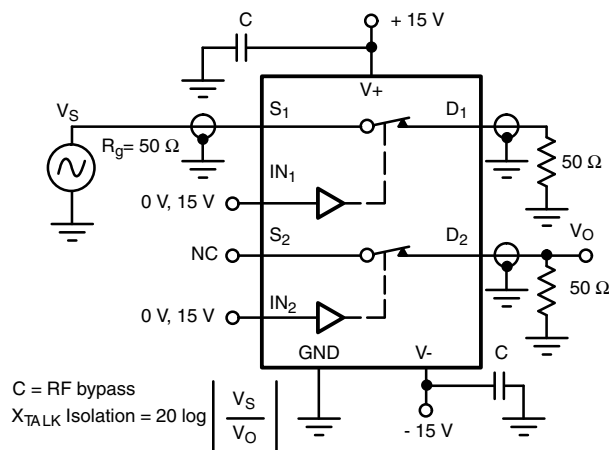 C
+ 15 V
V+
VS
S1
D1
Rg= 50 Ω
50 Ω
IN1
0 V, 15 V
S2
D2
VO
NC
50 Ω
IN2
0 V, 15 V
GND
V-
C
C = RF bypass
XTALK Isolation = 20 log | VS / VO |
- 15 V